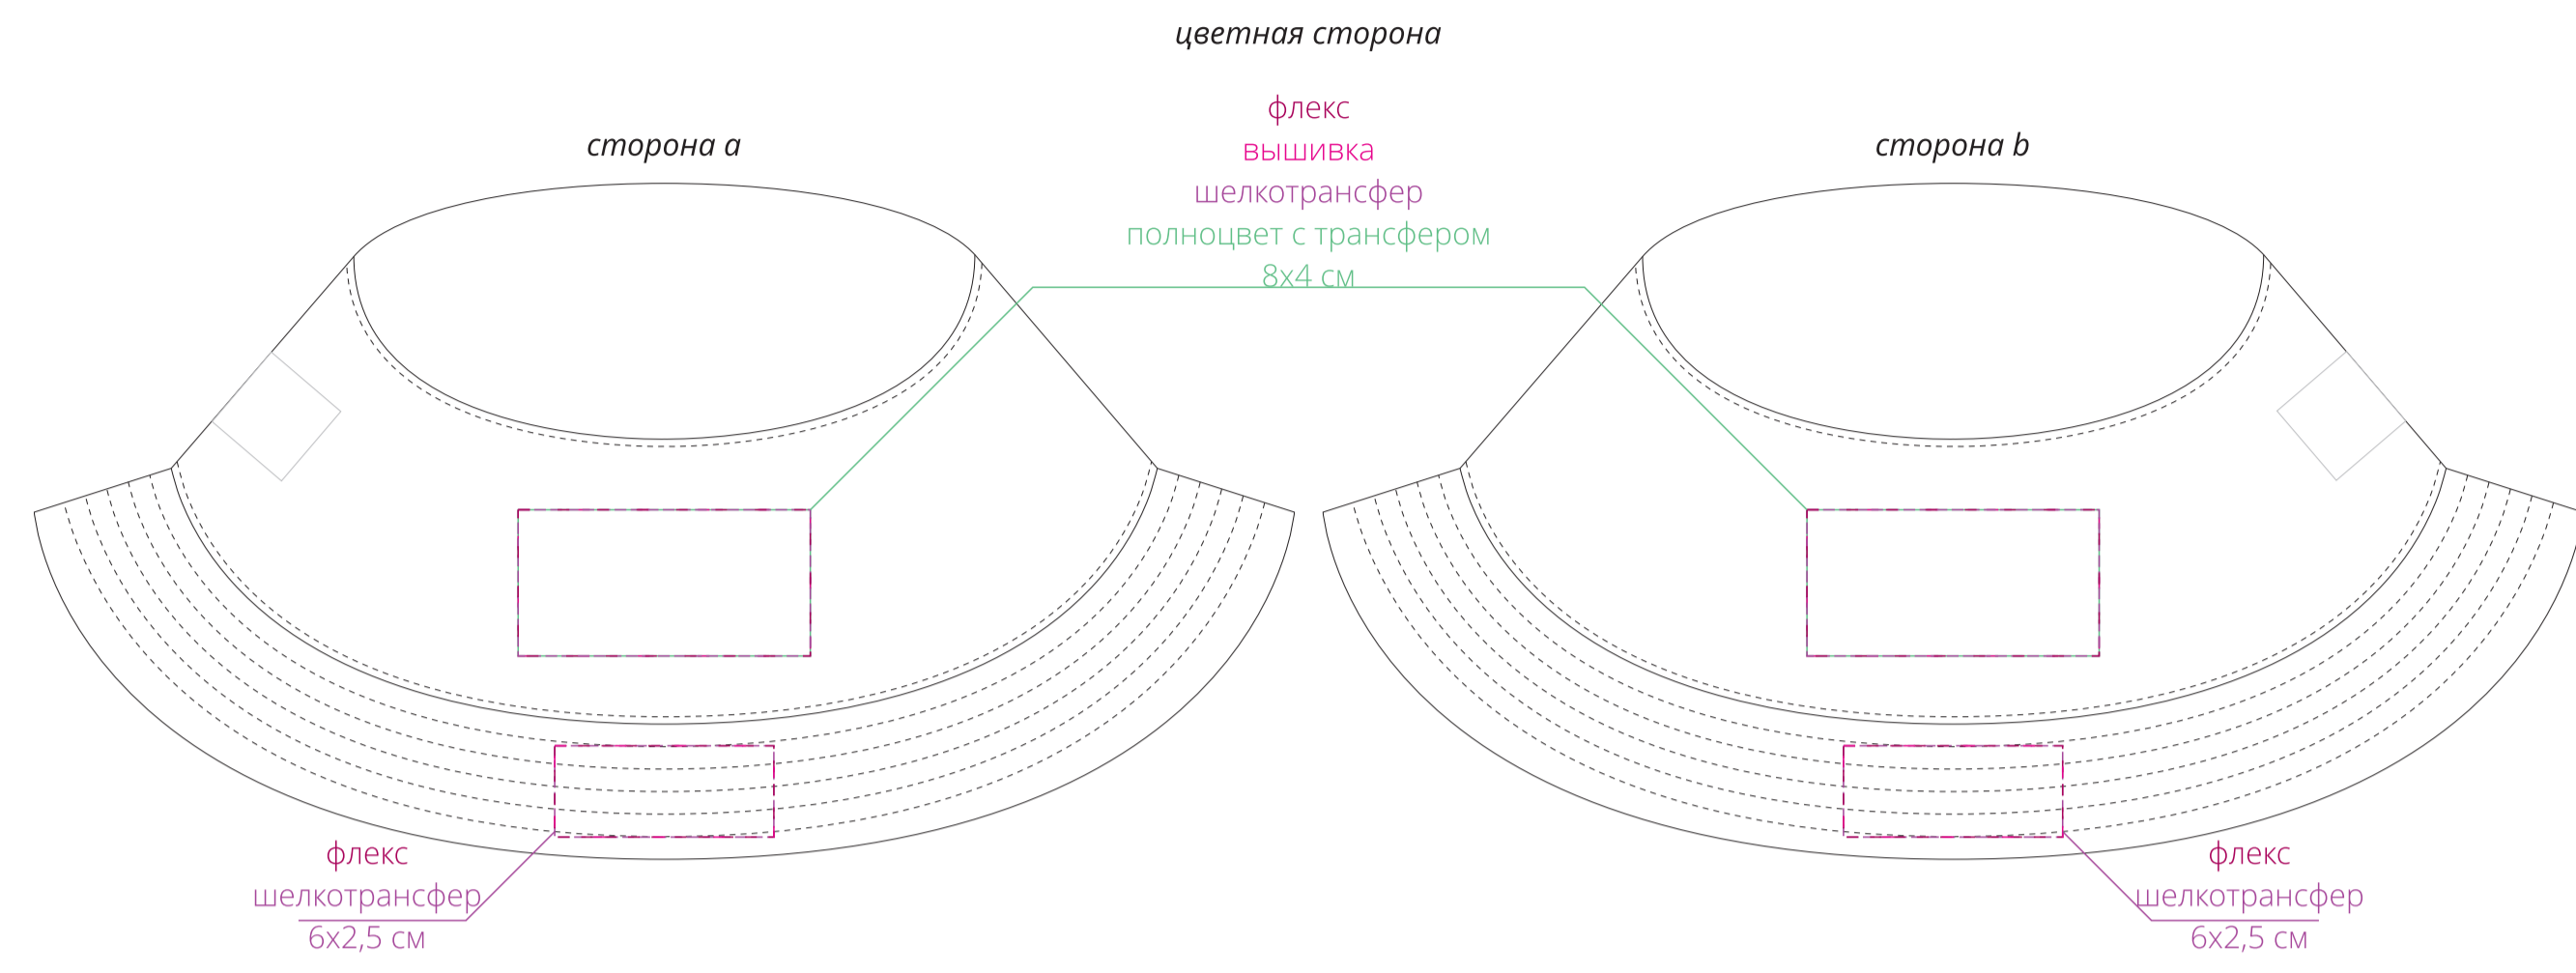 цветная сторона
сторона a
сторона b
флекс
вышивка
шелкотрансфер
полноцвет с трансфером
8х4 см
флекс
шелкотрансфер
6х2,5 см
флекс
шелкотрансфер
6х2,5 см